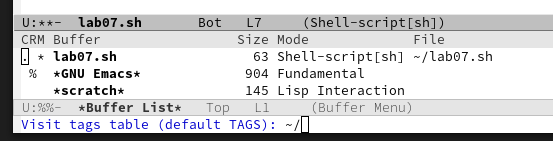 U:**-  lab07.sh       Bot   L7     (Shell-script[sh])
CRM Buffer                Size Mode             File
. * lab07.sh                63 Shell-script[sh] ~/lab07.sh
 %  *GNU Emacs*            904 Fundamental
    *scratch*              145 Lisp Interaction
U:%%-  *Buffer List*   Top   L1     (Buffer Menu)
Visit tags table (default TAGS): ~/